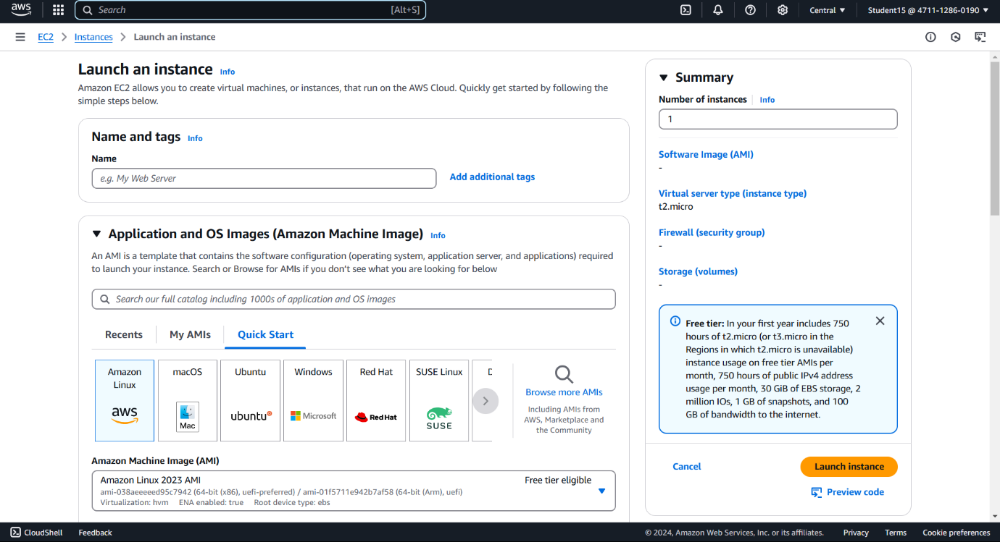 aws
Search
[Alt+S]
Central
Student15 @ 4711-1286-0190
EC2
Instances
Launch an instance
Launch an instance Info
Amazon EC2 allows you to create virtual machines, or instances, that run on the AWS Cloud. Quickly get started by following the
simple steps below.
Name and tags Info
Name
e.g. My Web Server
Add additional tags
Application and OS Images (Amazon Machine Image) Info
An AMI is a template that contains the software configuration (operating system, application server, and applications) required
to launch your instance. Search or Browse for AMIs if you don't see what you are looking for below
Search our full catalog including 1000s of application and OS images
Recents
My AMIs
Quick Start
Amazon
Linux
aws
macOS
Mac
Ubuntu
ubuntu®
Windows
Microsoft
Red Hat
Red Hat
SUSE Linux
SUSE
Browse more AMIs
Including AMIs from
AWS, Marketplace and
the Community
Amazon Machine Image (AMI)
Amazon Linux 2023 AMI
Free tier eligible
ami-038aeeeed95c7942 (64-bit (x86), uefi-preferred) / ami-01f5711e942b7af58 (64-bit (Arm), uefi)
Virtualization: hvm ENA enabled: true Root device type: ebs
Summary
Number of instances Info
1
Software Image (AMI)
-
Virtual server type (instance type)
t2.micro
Firewall (security group)
-
Storage (volumes)
-
Free tier: In your first year includes 750
hours of t2.micro (or t3.micro in the
Regions in which t2.micro is unavailable)
instance usage on free tier AMIs per
month, 750 hours of public IPv4 address
usage per month, 30 GiB of EBS storage, 2
million IOs, 1 GB of snapshots, and 100
GB of bandwidth to the internet.
Cancel
Launch instance
Preview code
CloudShell
Feedback
© 2024, Amazon Web Services, Inc. or its affiliates.
Privacy
Terms
Cookie preferences